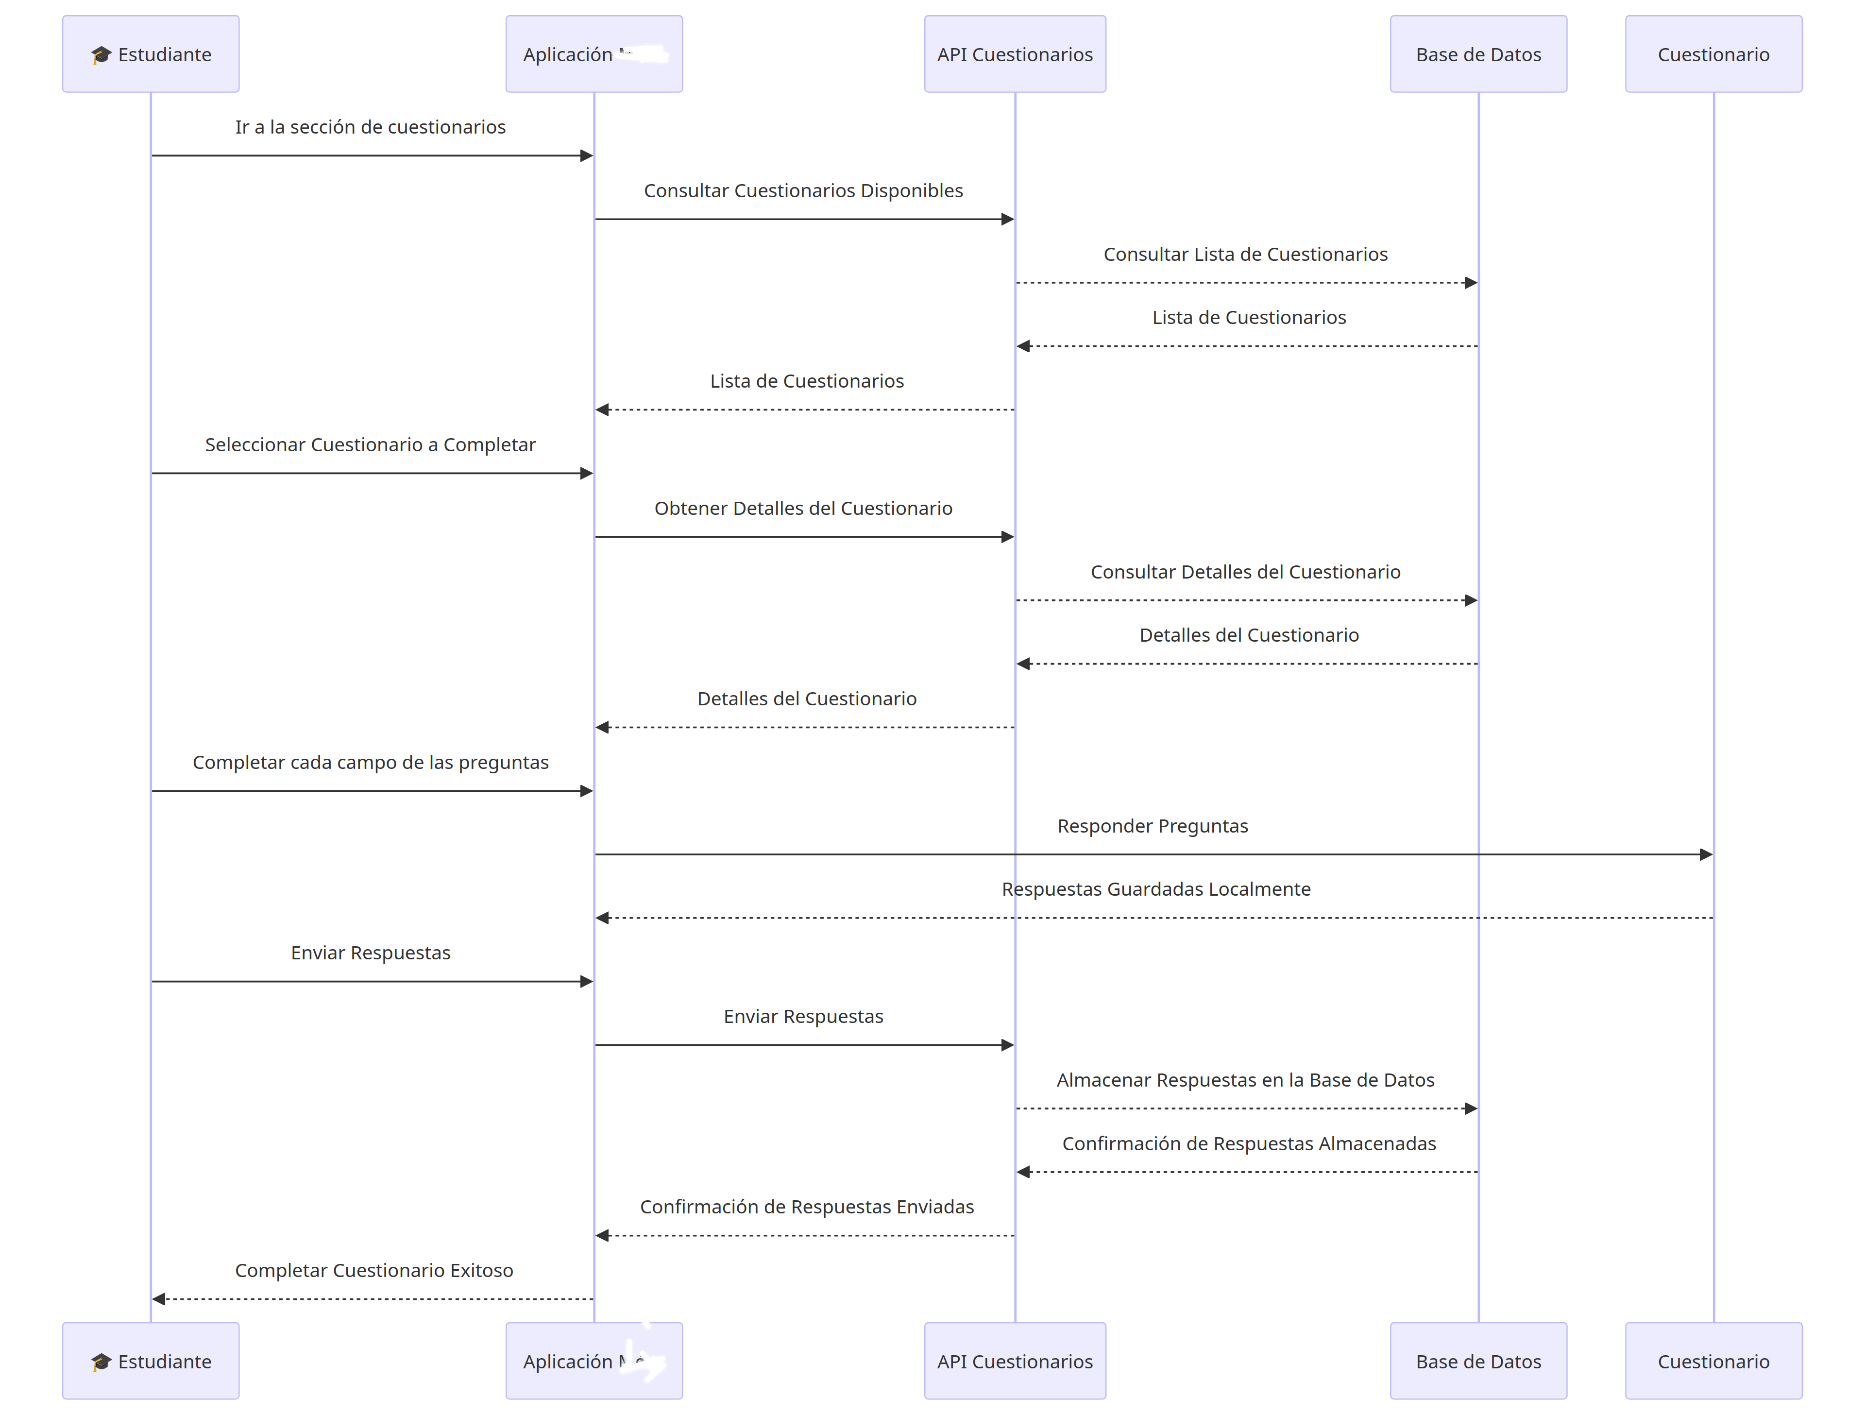 🎓 Estudiante
Aplicación
API Cuestionarios
Base de Datos
Cuestionario
Ir a la sección de cuestionarios
Consultar Cuestionarios Disponibles
Consultar Lista de Cuestionarios
Lista de Cuestionarios
Lista de Cuestionarios
Seleccionar Cuestionario a Completar
Obtener Detalles del Cuestionario
Consultar Detalles del Cuestionario
Detalles del Cuestionario
Detalles del Cuestionario
Completar cada campo de las preguntas
Responder Preguntas
Respuestas Guardadas Localmente
Enviar Respuestas
Enviar Respuestas
Almacenar Respuestas en la Base de Datos
Confirmación de Respuestas Almacenadas
Confirmación de Respuestas Enviadas
Completar Cuestionario Exitoso
🎓 Estudiante
Aplicación
API Cuestionarios
Base de Datos
Cuestionario